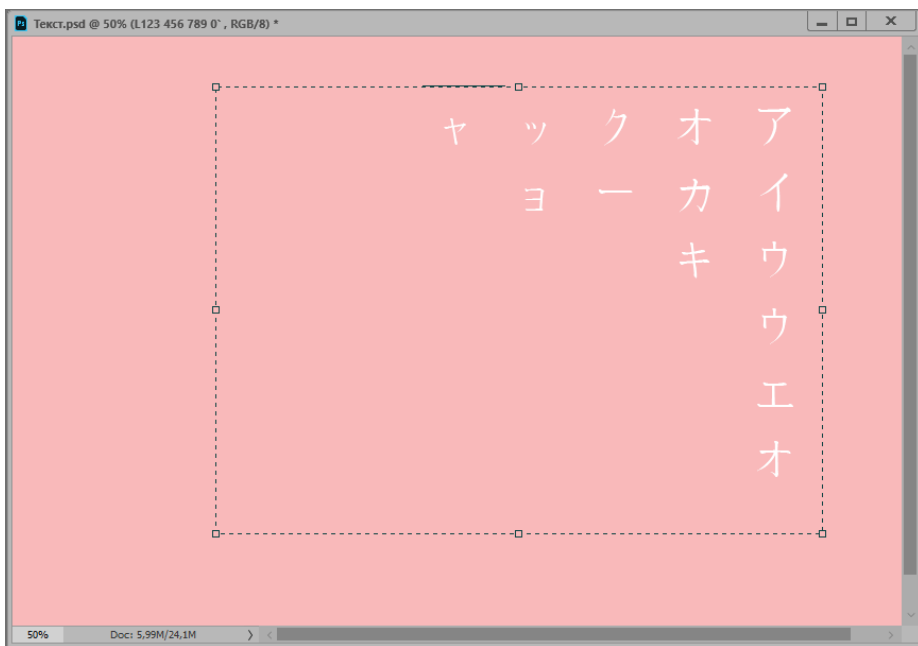 Текст.psd @ 50% (L123 456 789 0` , RGB/8) *
アイウウエオ
オカキ
クー
ッョ
ャ
50%
Doc: 5,99M/24,1M